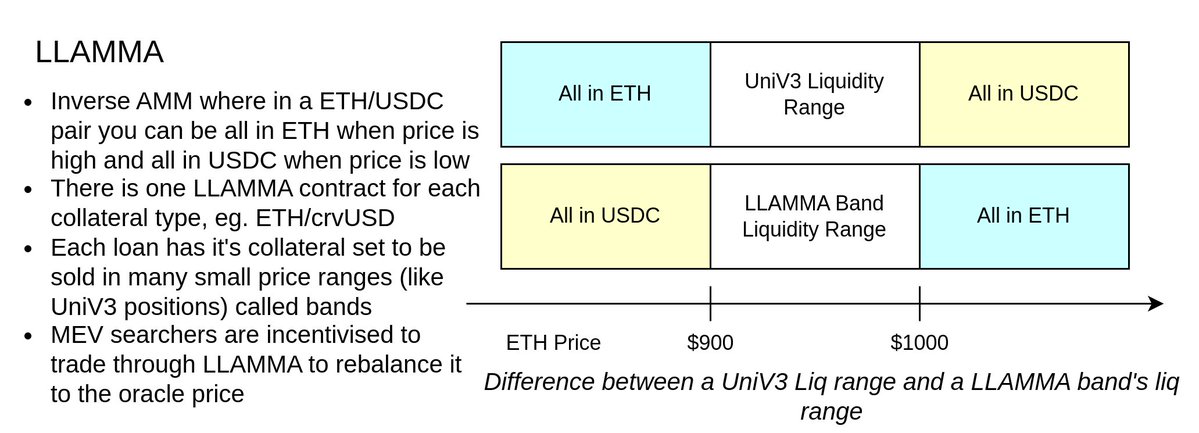 LLAMMA
• Inverse AMM where in a ETH/USDC
pair you can be all in ETH when price is
high and all in USDC when price is low
• There is one LLAMMA contract for each
collateral type, eg. ETH/crvUSD
• Each loan has it's collateral set to be
sold in many small price ranges (like
UniV3 positions) called bands
• MEV searchers are incentivised to
trade through LLAMMA to rebalance it
to the oracle price
All in ETH
UniV3 Liquidity
Range
All in USDC
All in USDC
LLAMMA Band
Liquidity Range
All in ETH
ETH Price
$900
$1000
Difference between a UniV3 Liq range and a LLAMMA band's liq
range